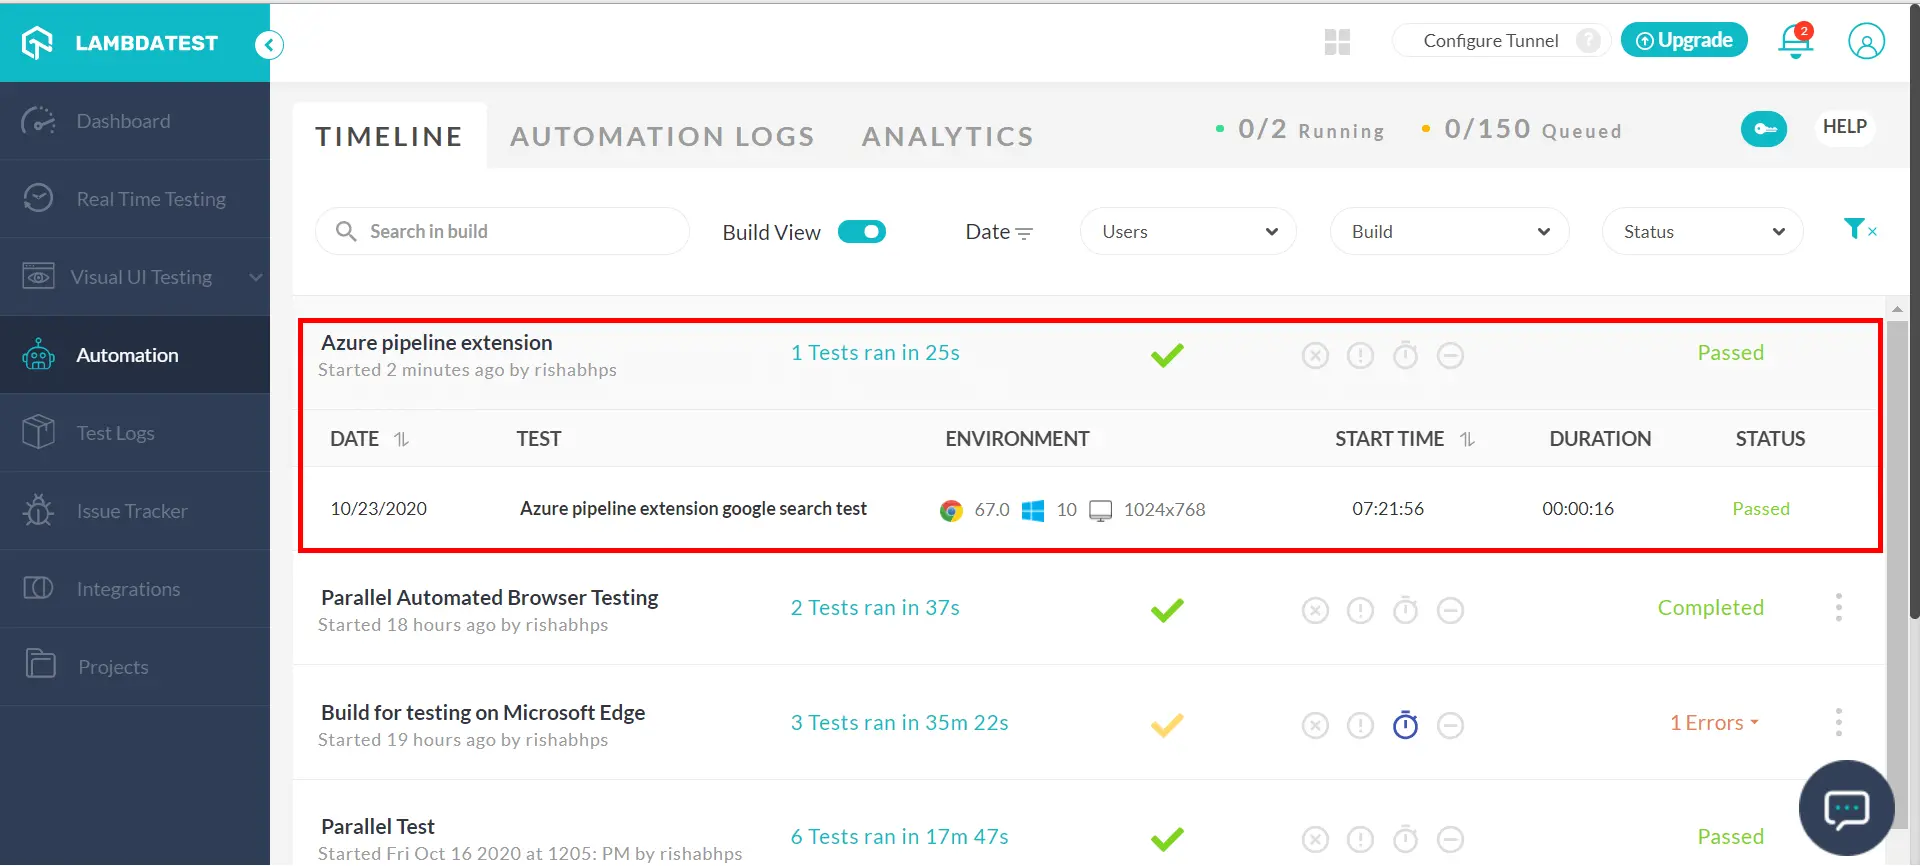 LAMBDATEST
Configure Tunnel ?
Upgrade
2
Dashboard
Real Time Testing
Visual UI Testing
Automation
Test Logs
Issue Tracker
Integrations
Projects
TIMELINE AUTOMATION LOGS ANALYTICS
0/2 Running 0/150 Queued
HELP
Search in build
Build View
Date
Users
Build
Status
Azure pipeline extension 1 Tests ran in 25s Passed
Started 2 minutes ago by rishabhps
DATE TEST ENVIRONMENT START TIME DURATION STATUS
10/23/2020 Azure pipeline extension google search test 67.0 10 1024x768 07:21:56 00:00:16 Passed
Parallel Automated Browser Testing 2 Tests ran in 37s Completed
Started 18 hours ago by rishabhps
Build for testing on Microsoft Edge 3 Tests ran in 35m 22s 1 Errors
Started 19 hours ago by rishabhps
Parallel Test 6 Tests ran in 17m 47s Passed
Started Fri Oct 16 2020 at 1205: PM by rishabhps